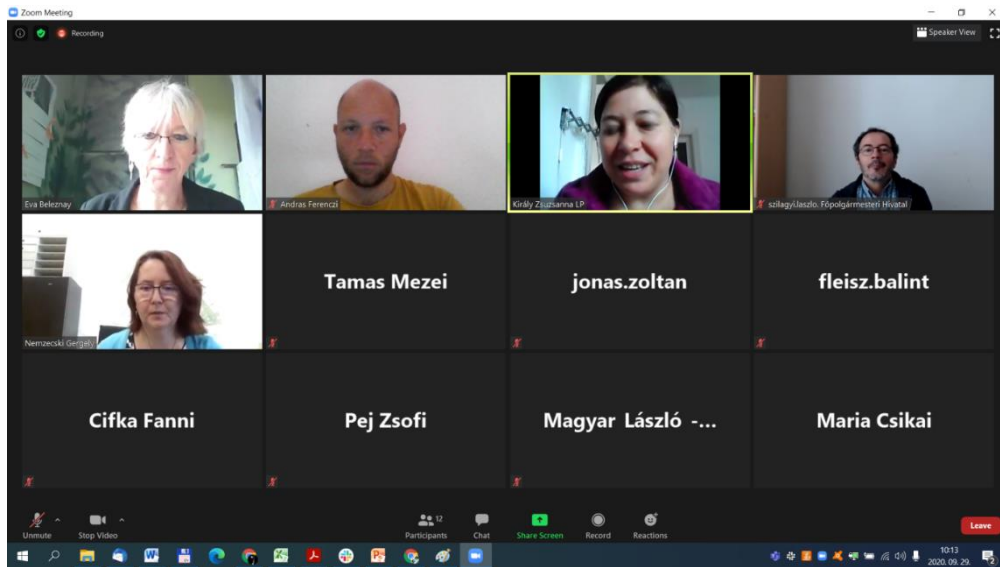 Zoom Meeting
Recording
Speaker View
Eva Beleznay
Andras Ferenczi
Király Zsuzsanna LP
szilagyi.laszlo. Főpolgármesteri Hivatal
Nemzecski Gergely
Tamas Mezei
jonas.zoltan
fleisz.balint
Cifka Fanni
Pej Zsofi
Magyar László -...
Maria Csikai
Unmute
Stop Video
12
Participants
Chat
Share Screen
Record
Reactions
Leave
10:13
2020. 09. 29.
2